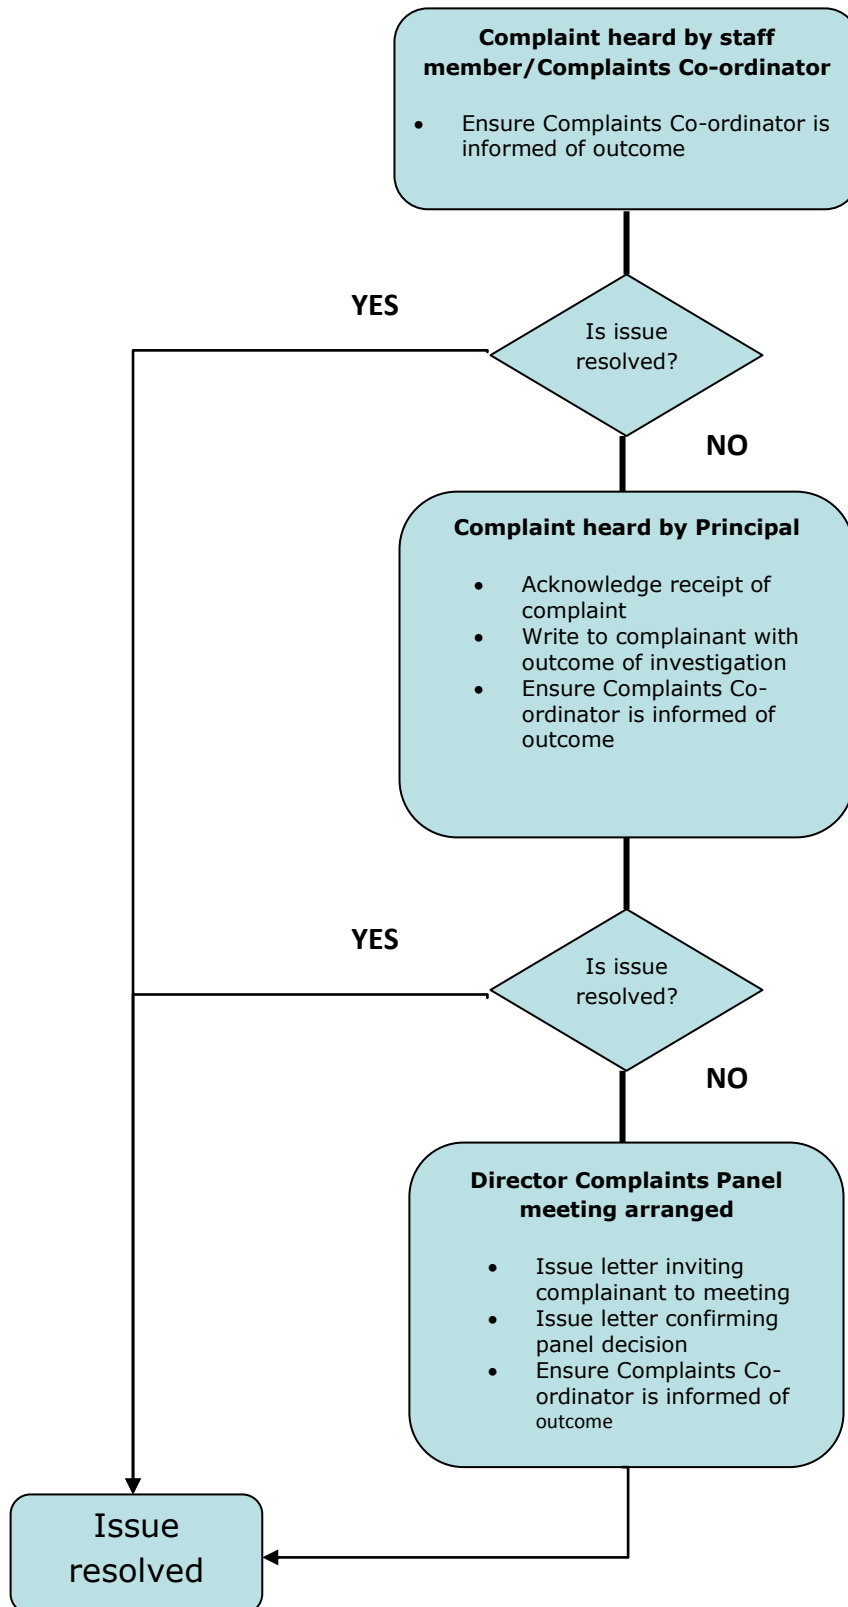 Complaint heard by staff
member/Complaints Co-ordinator
• Ensure Complaints Co-ordinator is
informed of outcome
YES
Is issue
resolved?
NO
Complaint heard by Principal
• Acknowledge receipt of
complaint
• Write to complainant with
outcome of investigation
• Ensure Complaints Co-
ordinator is informed of
outcome
YES
Is issue
resolved?
NO
Director Complaints Panel
meeting arranged
• Issue letter inviting
complainant to meeting
• Issue letter confirming
panel decision
• Ensure Complaints Co-
ordinator is informed of
outcome
Issue
resolved